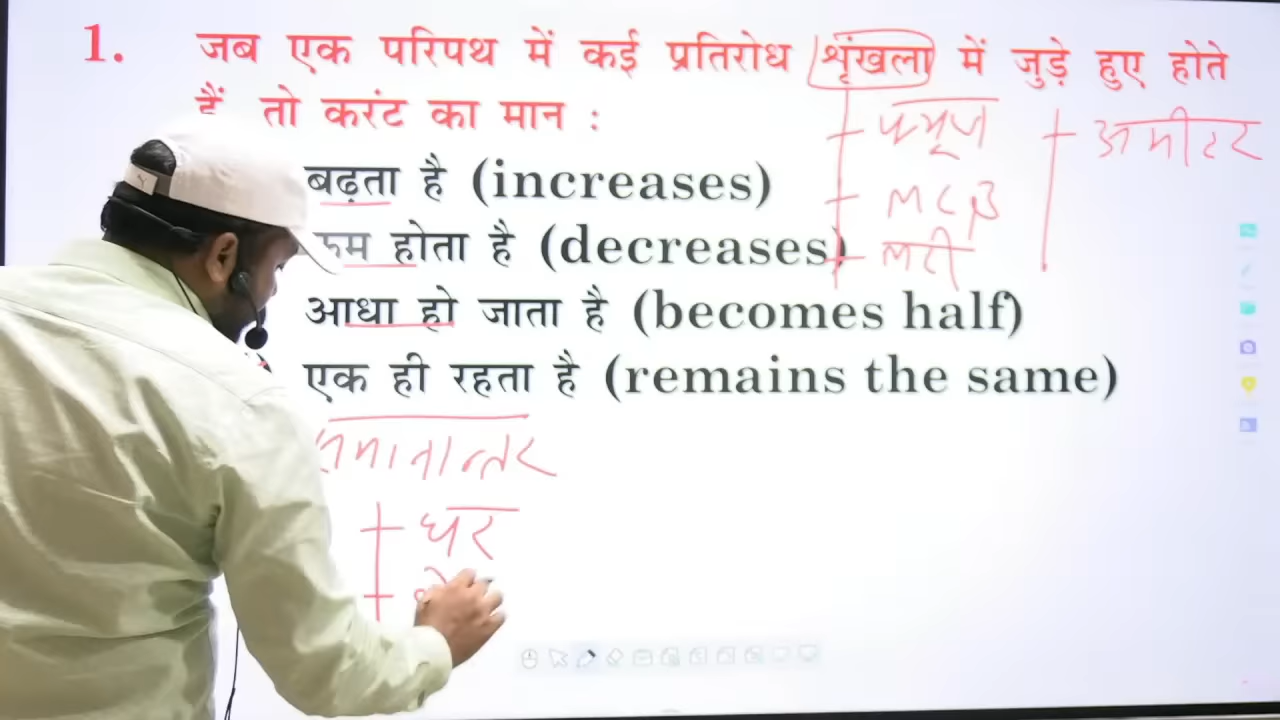 1. जब एक परिपथ में कई प्रतिरोध शृंखला में जुड़े हुए होते
हैं तो करंट का मान :
बढ़ता है (increases)
कम होता है (decreases)
आधा हो जाता है (becomes half)
एक ही रहता है (remains the same)
फ्यूज
MCB
अमीटर
समानान्तर
घर